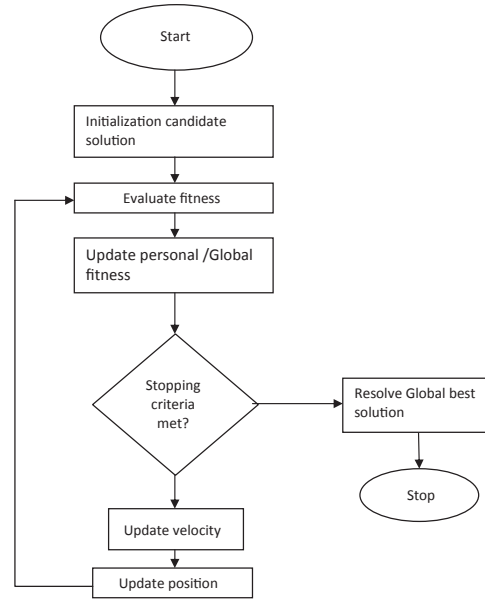 Start
Initialization candidate
solution
Evaluate fitness
Update personal /Global
fitness
Stopping
criteria
met?
Resolve Global best
solution
Stop
Update velocity
Update position